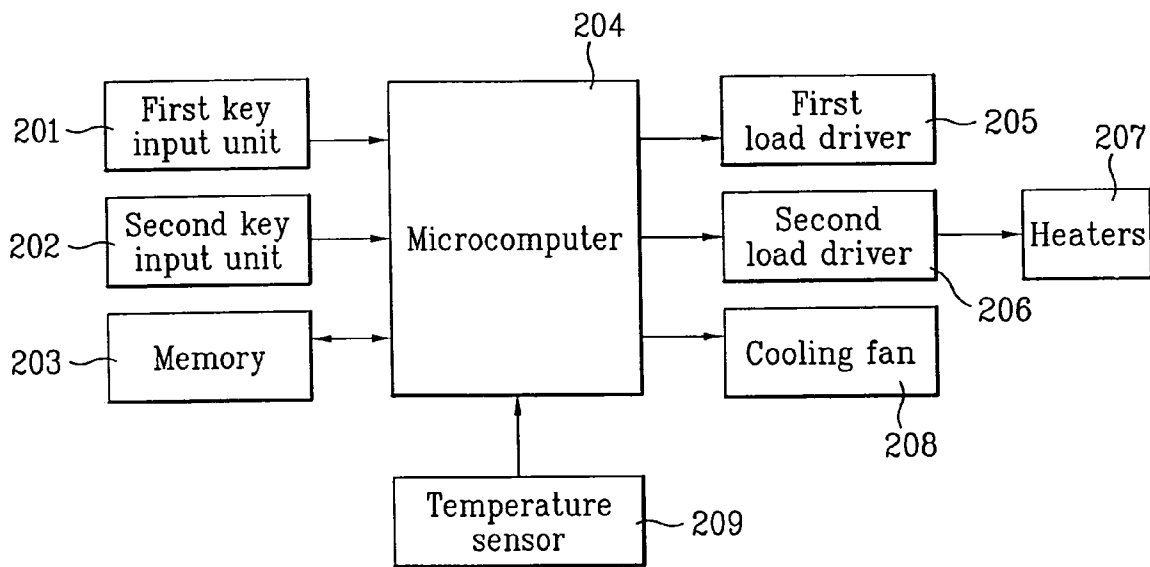 204
First key
input unit
201
First
load driver
205
207
Second key
input unit
202
Microcomputer
Second
load driver
206
Heaters
203
Memory
Cooling fan
208
Temperature
sensor
209